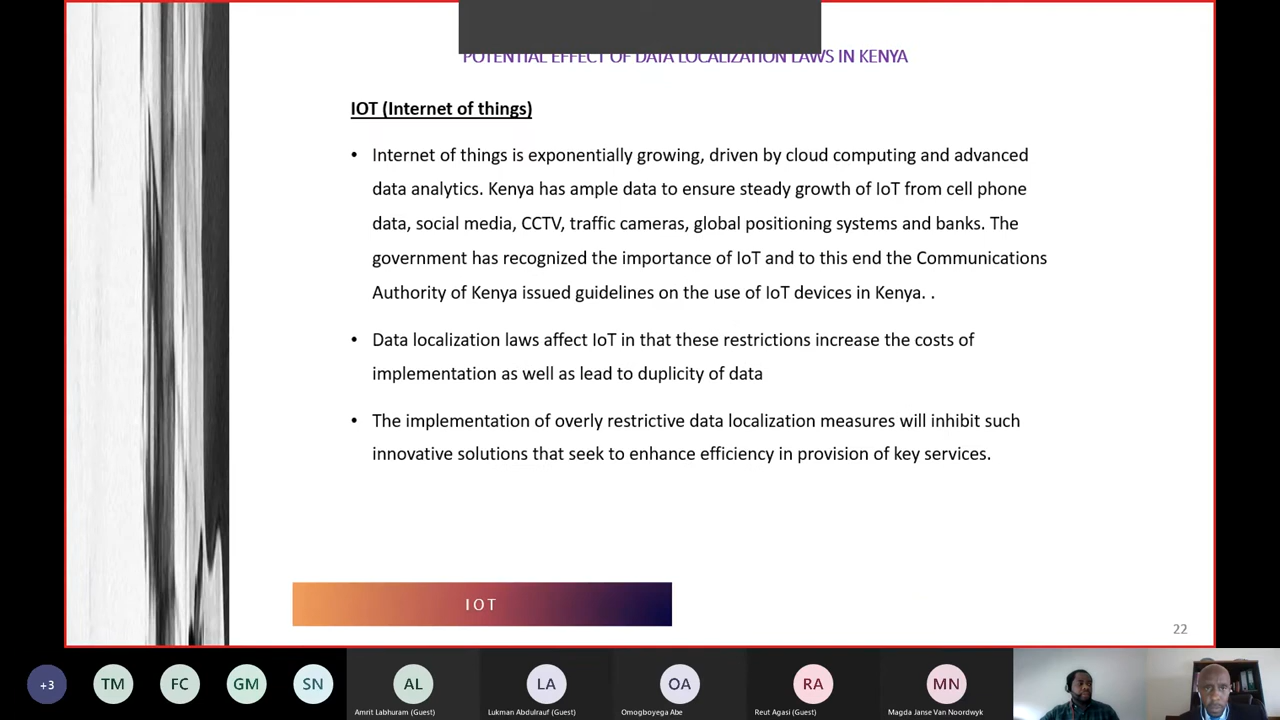 POTENTIAL EFFECT OF DATA LOCALIZATION LAWS IN KENYA
IOT (Internet of things)
• Internet of things is exponentially growing, driven by cloud computing and advanced
data analytics. Kenya has ample data to ensure steady growth of IoT from cell phone
data, social media, CCTV, traffic cameras, global positioning systems and banks. The
government has recognized the importance of IoT and to this end the Communications
Authority of Kenya issued guidelines on the use of IoT devices in Kenya. .
• Data localization laws affect IoT in that these restrictions increase the costs of
implementation as well as lead to duplicity of data
• The implementation of overly restrictive data localization measures will inhibit such
innovative solutions that seek to enhance efficiency in provision of key services.
IOT
22
+3
TM
FC
GM
SN
AL
LA
OA
RA
MN
Amrit Labhuram (Guest)
Lukman Abdulrauf (Guest)
Omogboyega Abe
Reut Agasi (Guest)
Magda Janse Van Noordwyk